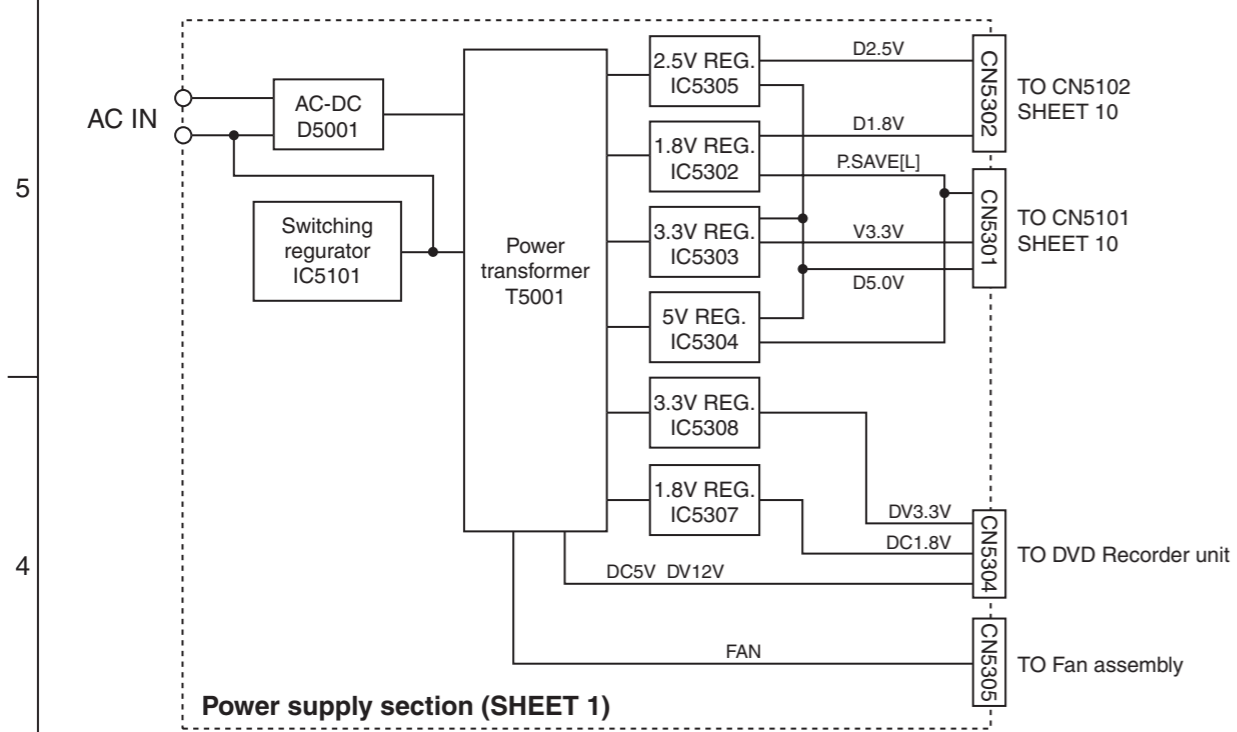 5
4
AC IN
AC-DC
D5001
Switching
regurator
IC5101
Power
transformer
T5001
2.5V REG.
IC5305
1.8V REG.
IC5302
3.3V REG.
IC5303
5V REG.
IC5304
3.3V REG.
IC5308
1.8V REG.
IC5307
D2.5V
D1.8V
P.SAVE[L]
V3.3V
D5.0V
DV3.3V
DC1.8V
DC5V DV12V
FAN
CN5302
TO CN5102
SHEET 10
CN5301
TO CN5101
SHEET 10
CN5304
TO DVD Recorder unit
CN5305
TO Fan assembly
Power supply section (SHEET 1)